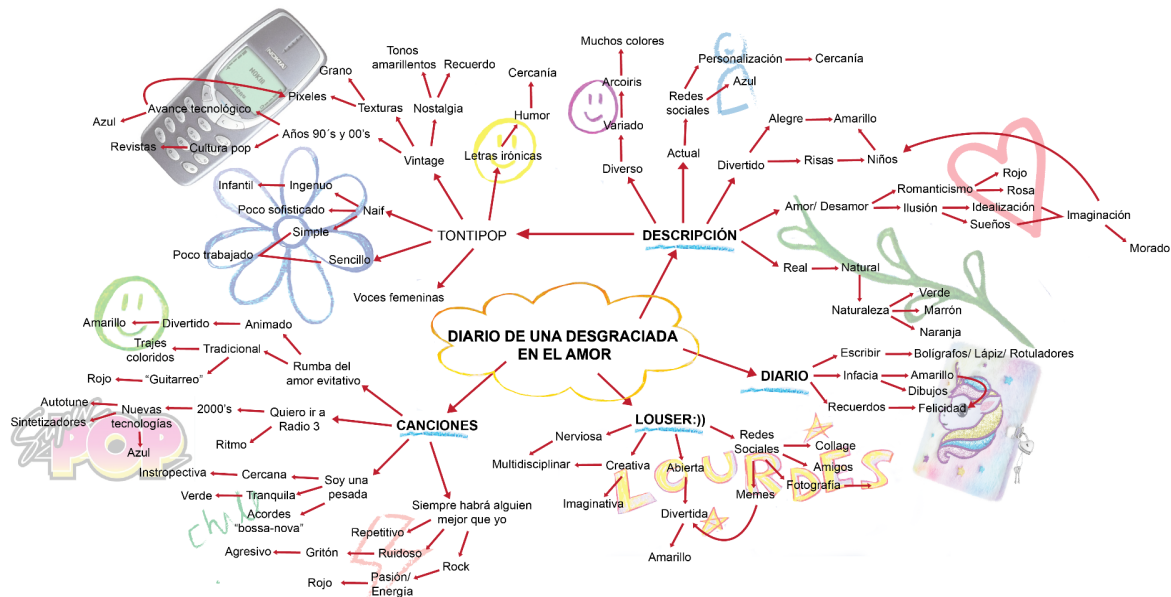 Muchos colores
Arcoiris
Variado
Diverso
Personalización
Cercanía
Azul
Redes
sociales
Actual
Alegre
Amarillo
Divertido
Risas
Niños
Tonos
amarillentos
Recuerdo
Nostalgia
Grano
Texturas
Pixeles
Avance tecnológico
Azul
Años 90´s y 00's
Cultura pop
Revistas
Vintage
Cercanía
Humor
Letras irónicas
NOKIA
Infantil
Ingenuo
Poco sofisticado
Naif
Simple
Poco trabajado
Sencillo
TONTIPOP
Voces femeninas
DESCRIPCIÓN
Amor/ Desamor
Romanticismo
Rojo
Rosa
Ilusión
Idealización
Sueños
Imaginación
Morado
Real
Natural
Naturaleza
Verde
Marrón
Naranja
DIARIO DE UNA DESGRACIADA
EN EL AMOR
DIARIO
Escribir
Bolígrafos/ Lápiz/ Rotuladores
Infacia
Amarillo
Dibujos
Recuerdos
Felicidad
Amarillo
Divertido
Animado
Trajes
coloridos
Tradicional
Rumba del
amor evitativo
Rojo
“Guitarreo”
Autotune
Sintetizadores
Nuevas
tecnologías
2000's
Quiero ir a
Radio 3
Azul
Ritmo
CANCIONES
SUPER
POP
Instropectiva
Cercana
Soy una
pesada
Verde
Tranquila
Acordes
“bossa-nova”
chill
Siempre habrá alguien
mejor que yo
Repetitivo
Agresivo
Gritón
Ruidoso
Rock
Rojo
Pasión/
Energía
LOUSER:))
Nerviosa
Multidisciplinar
Creativa
Imaginativa
Abierta
Divertida
Amarillo
Redes
Sociales
Collage
Amigos
Fotografía
Memes
LOURDES